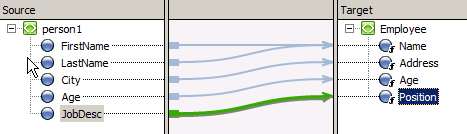 Source
Target
person1
FirstName
LastName
City
Age
JobDesc
Employee
Name
Address
Age
Position